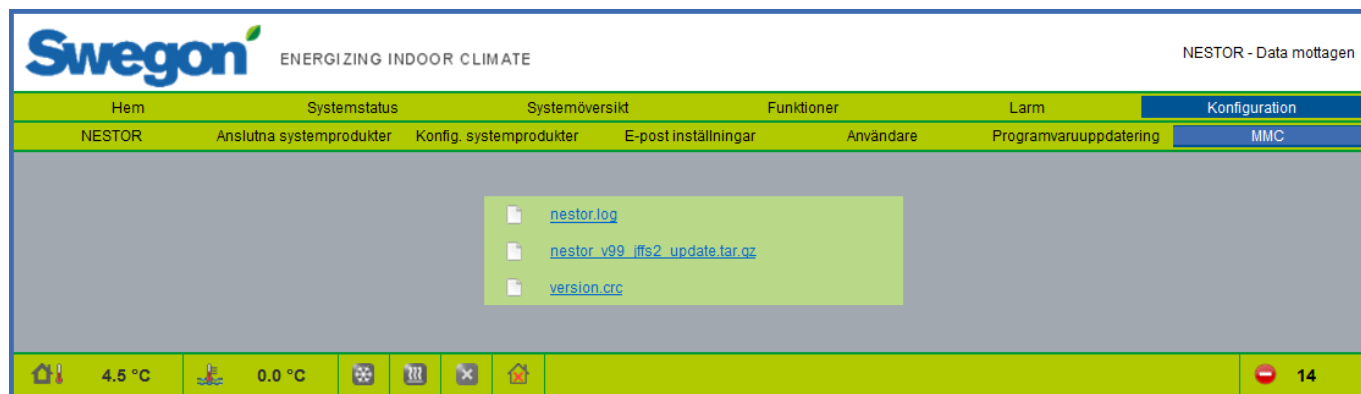 Swegon ENERGIZING INDOOR CLIMATE NESTOR - Data mottagen
Hem Systemstatus Systemöversikt Funktioner Larm Konfiguration
NESTOR Anslutna systemprodukter Konfig. systemprodukter E-post inställningar Användare Programvaruuppdatering MMC
nestor.log
nestor_v99_jffs2_update.tar.gz
version.crc
4.5 °C 0.0 °C 14